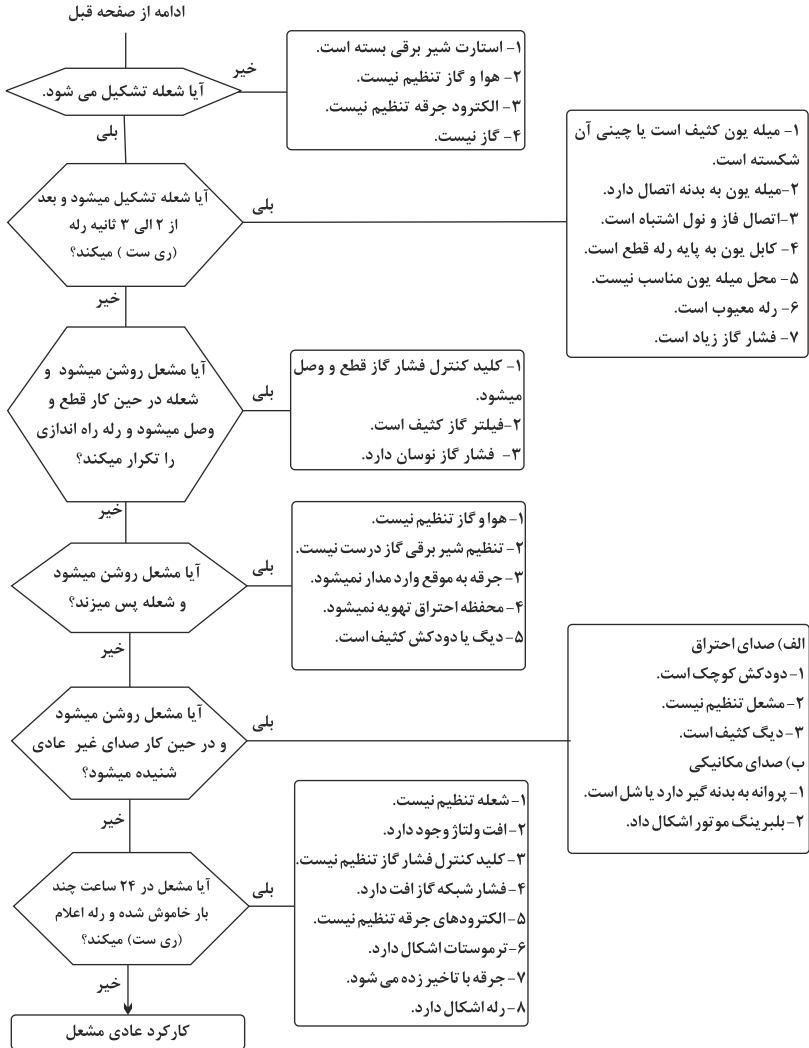 ادامه از صفحه قبل
آیا شعله تشکیل می شود.
خیر
۱- استارت شیر برقی بسته است.
۲- هوا و گاز تنظیم نیست.
۳- الکترود جرقه تنظیم نیست.
۴- گاز نیست.
بلی
آیا شعله تشکیل میشود و بعد
از ۲ الی ۳ ثانیه رله
(ری ست ) میکند؟
بلی
۱- میله یون کثیف است یا چینی آن
شکسته است.
۲-میله یون به بدنه اتصال دارد.
۳-اتصال فاز و نول اشتباه است.
۴- کابل یون به پایه رله قطع است.
۵- محل میله یون مناسب نیست.
۶- رله معیوب است.
۷- فشار گاز زیاد است.
خیر
آیا مشعل روشن میشود و
شعله در حین کار قطع و
وصل میشود و رله راه اندازی
را تکرار میکند؟
بلی
۱- کلید کنترل فشار گاز قطع و وصل
میشود.
۲-فیلتر گاز کثیف است.
۳- فشار گاز نوسان دارد.
خیر
آیا مشعل روشن میشود
و شعله پس میزند؟
بلی
۱- هوا و گاز تنظیم نیست.
۲- تنظیم شیر برقی گاز درست نیست.
۳- جرقه به موقع وارد مدار نمیشود.
۴- محفظه احتراق تهویه نمیشود.
۵- دیگ یا دودکش کثیف است.
خیر
آیا مشعل روشن میشود
و در حین کار صدای غیر عادی
شنیده میشود؟
بلی
الف) صدای احتراق
۱- دودکش کوچک است.
۲- مشعل تنظیم نیست.
۳- دیگ کثیف است.
ب) صدای مکانیکی
۱- پروانه به بدنه گیر دارد یا شل است.
۲- بلبرینگ موتور اشکال داد.
خیر
آیا مشعل در ۲۴ ساعت چند
بار خاموش شده و رله اعلام
(ری ست) میکند؟
بلی
۱- شعله تنظیم نیست.
۲- افت ولتاژ وجود دارد.
۳- کلید کنترل فشار گاز تنظیم نیست.
۴- فشار شبکه گاز افت دارد.
۵- الکترودهای جرقه تنظیم نیست.
۶- ترموستات اشکال دارد.
۷- جرقه با تاخیر زده می شود.
۸- رله اشکال دارد.
خیر
کارکرد عادی مشعل